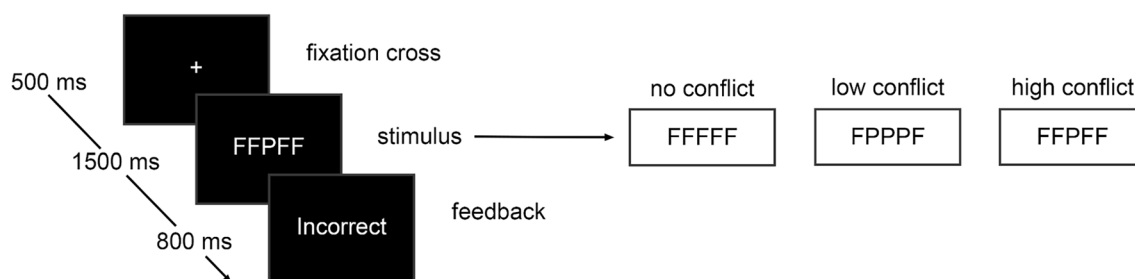 +
fixation cross
500 ms
FFPFF
stimulus
1500 ms
Incorrect
feedback
800 ms
no conflict
low conflict
high conflict
FFFFF
FPPPF
FFPFF